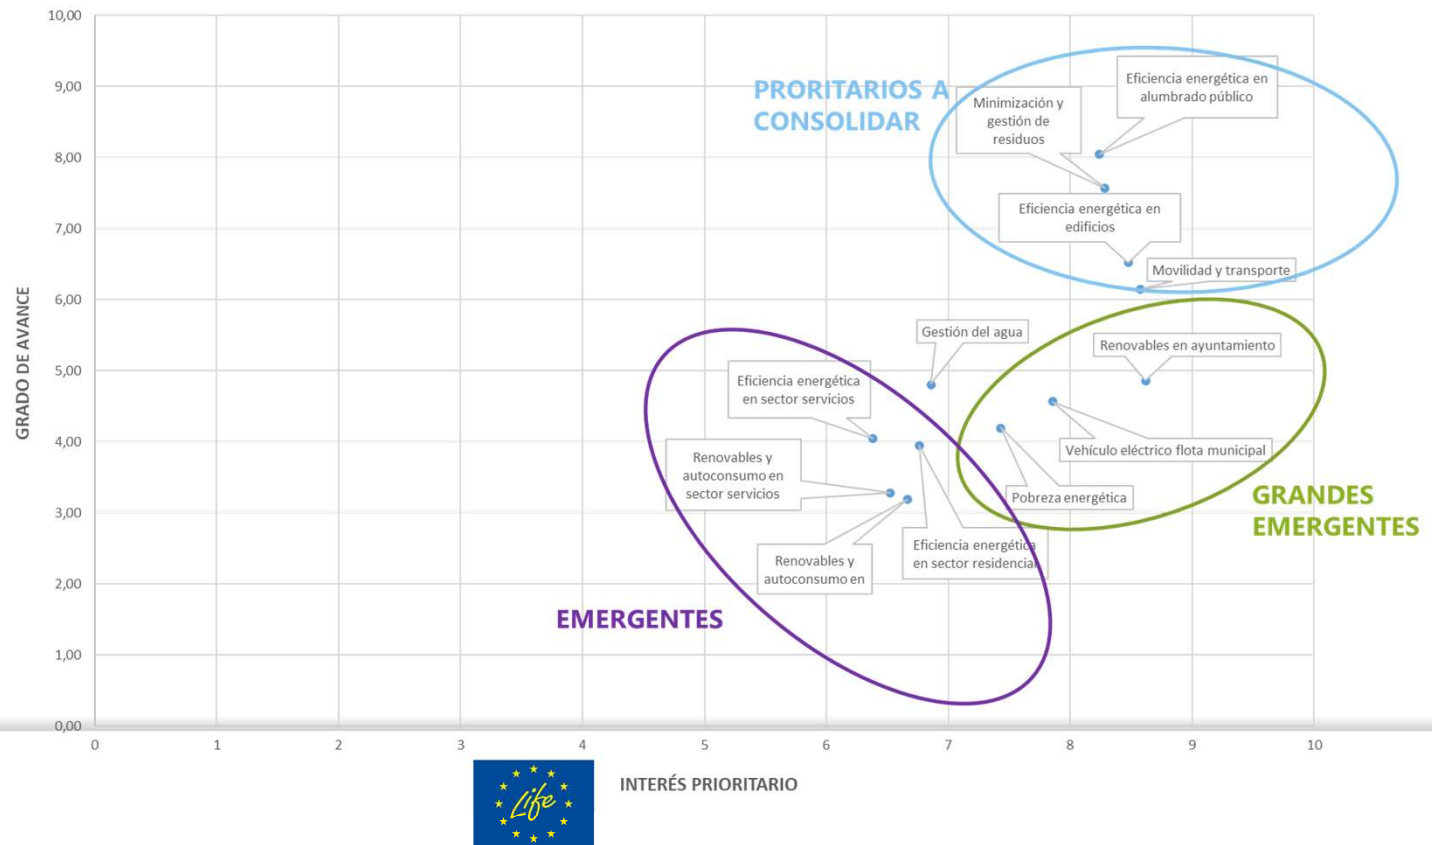 10,00
9,00
8,00
7,00
6,00
5,00
4,00
3,00
2,00
1,00
0,00
GRADO DE AVANCE
PRORITARIOS A
CONSOLIDAR
Eficiencia energética en
alumbrado público
Minimización y
gestión de
residuos
Eficiencia energética en
edificios
Movilidad y transporte
Gestión del agua
Renovables en ayuntamiento
Eficiencia energética
en sector servicios
Vehículo eléctrico flota municipal
Renovables y
autoconsumo en
sector servicios
Pobreza energética
GRANDES
EMERGENTES
Eficiencia energética
en sector residencial
Renovables y
autoconsumo en
EMERGENTES
0 1 2 3 4 5 6 7 8 9 10
INTERÉS PRIORITARIO
Life